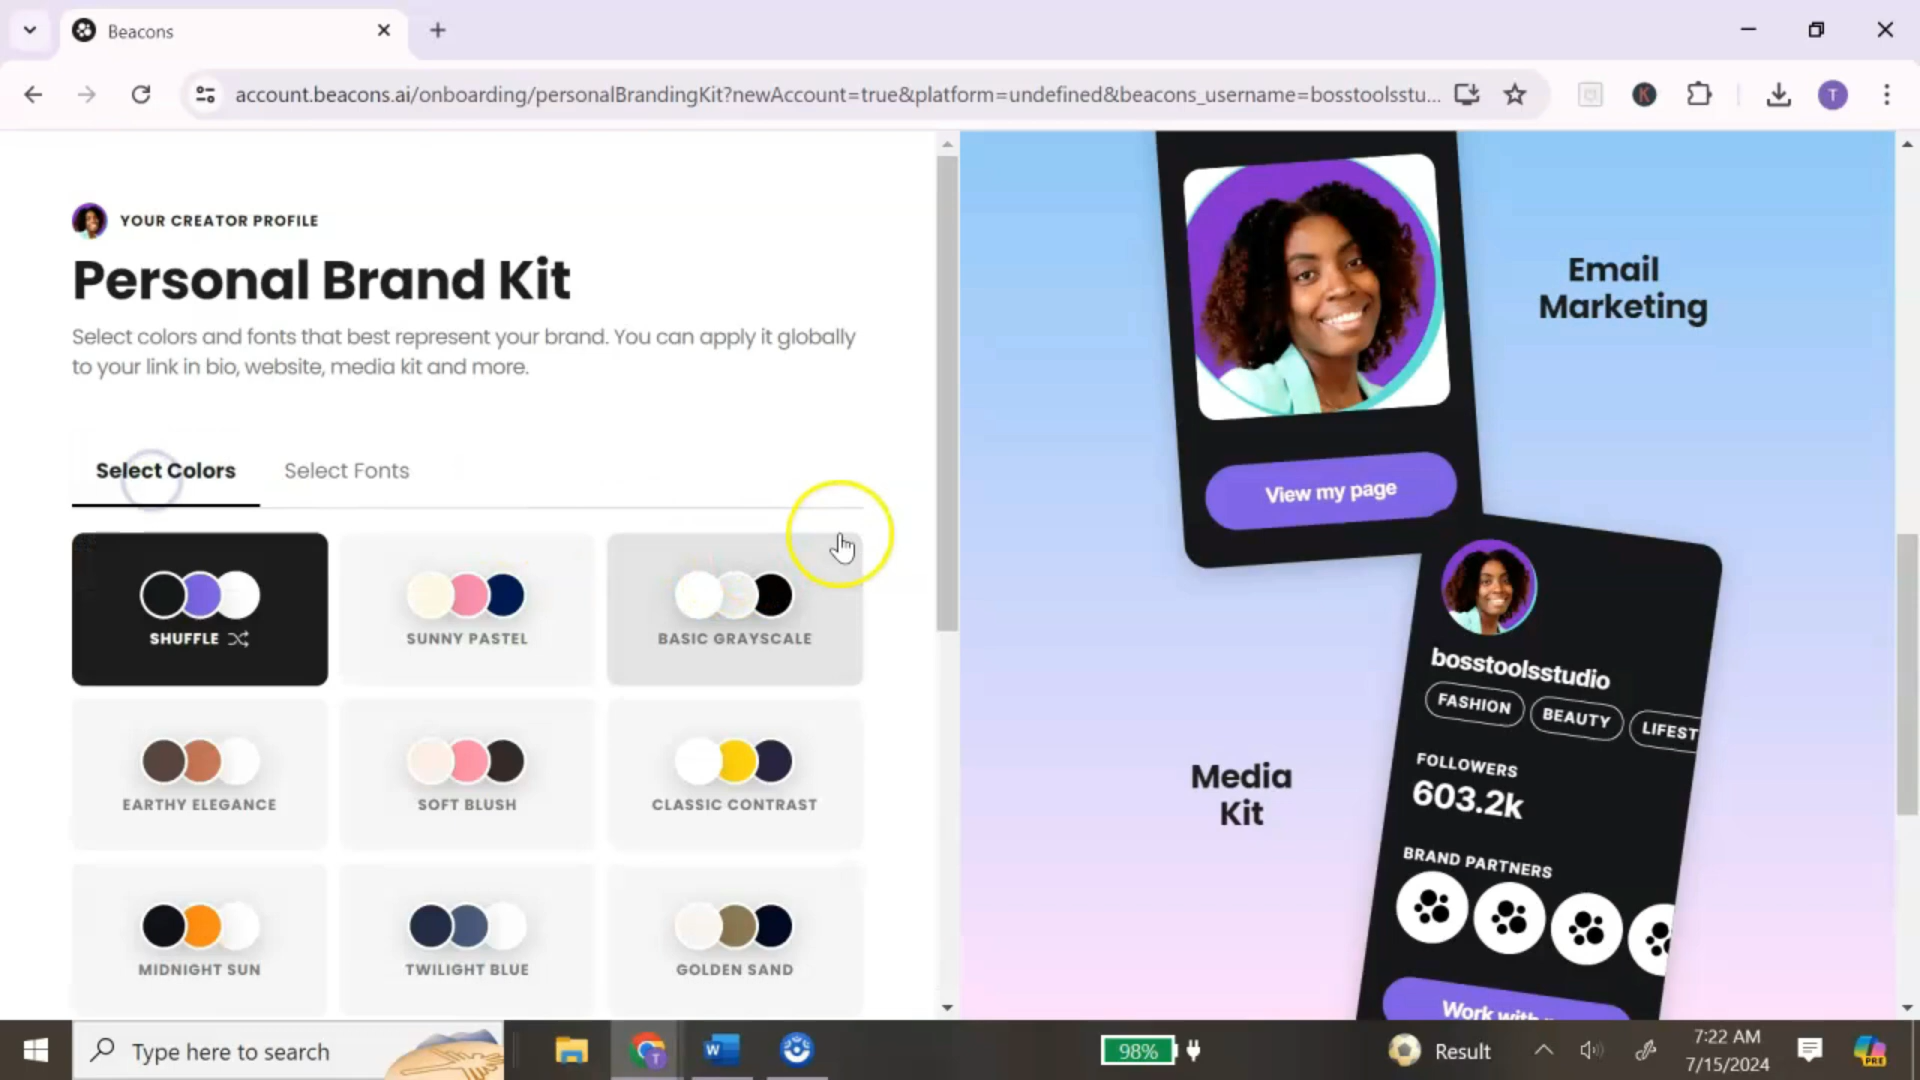 Beacons
account.beacons.ai/onboarding/personalBrandingKit?newAccount=true&platform=undefined&beacons_username=bosstoolsstu...
K
T
YOUR CREATOR PROFILE
Personal Brand Kit
Select colors and fonts that best represent your brand. You can apply it globally
to your link in bio, website, media kit and more.
Select Colors
Select Fonts
SHUFFLE
SUNNY PASTEL
BASIC GRAYSCALE
EARTHY ELEGANCE
SOFT BLUSH
CLASSIC CONTRAST
MIDNIGHT SUN
TWILIGHT BLUE
GOLDEN SAND
Email
Marketing
View my page
bosstoolsstudio
FASHION
BEAUTY
LIFEST
FOLLOWERS
603.2k
Media
Kit
BRAND PARTNERS
Work with
Type here to search
T
W
98%
Result
7:22 AM
7/15/2024
PRE